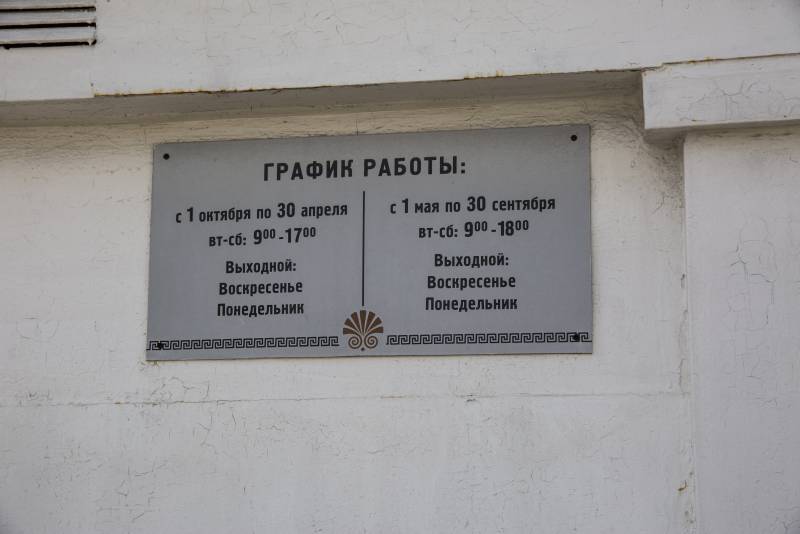 ГРАФИК РАБОТЫ:
с 1 октября по 30 апреля
вт-сб: 9⁰⁰-17⁰⁰
Выходной:
Воскресенье
Понедельник
с 1 мая по 30 сентября
вт-сб: 9⁰⁰-18⁰⁰
Выходной:
Воскресенье
Понедельник